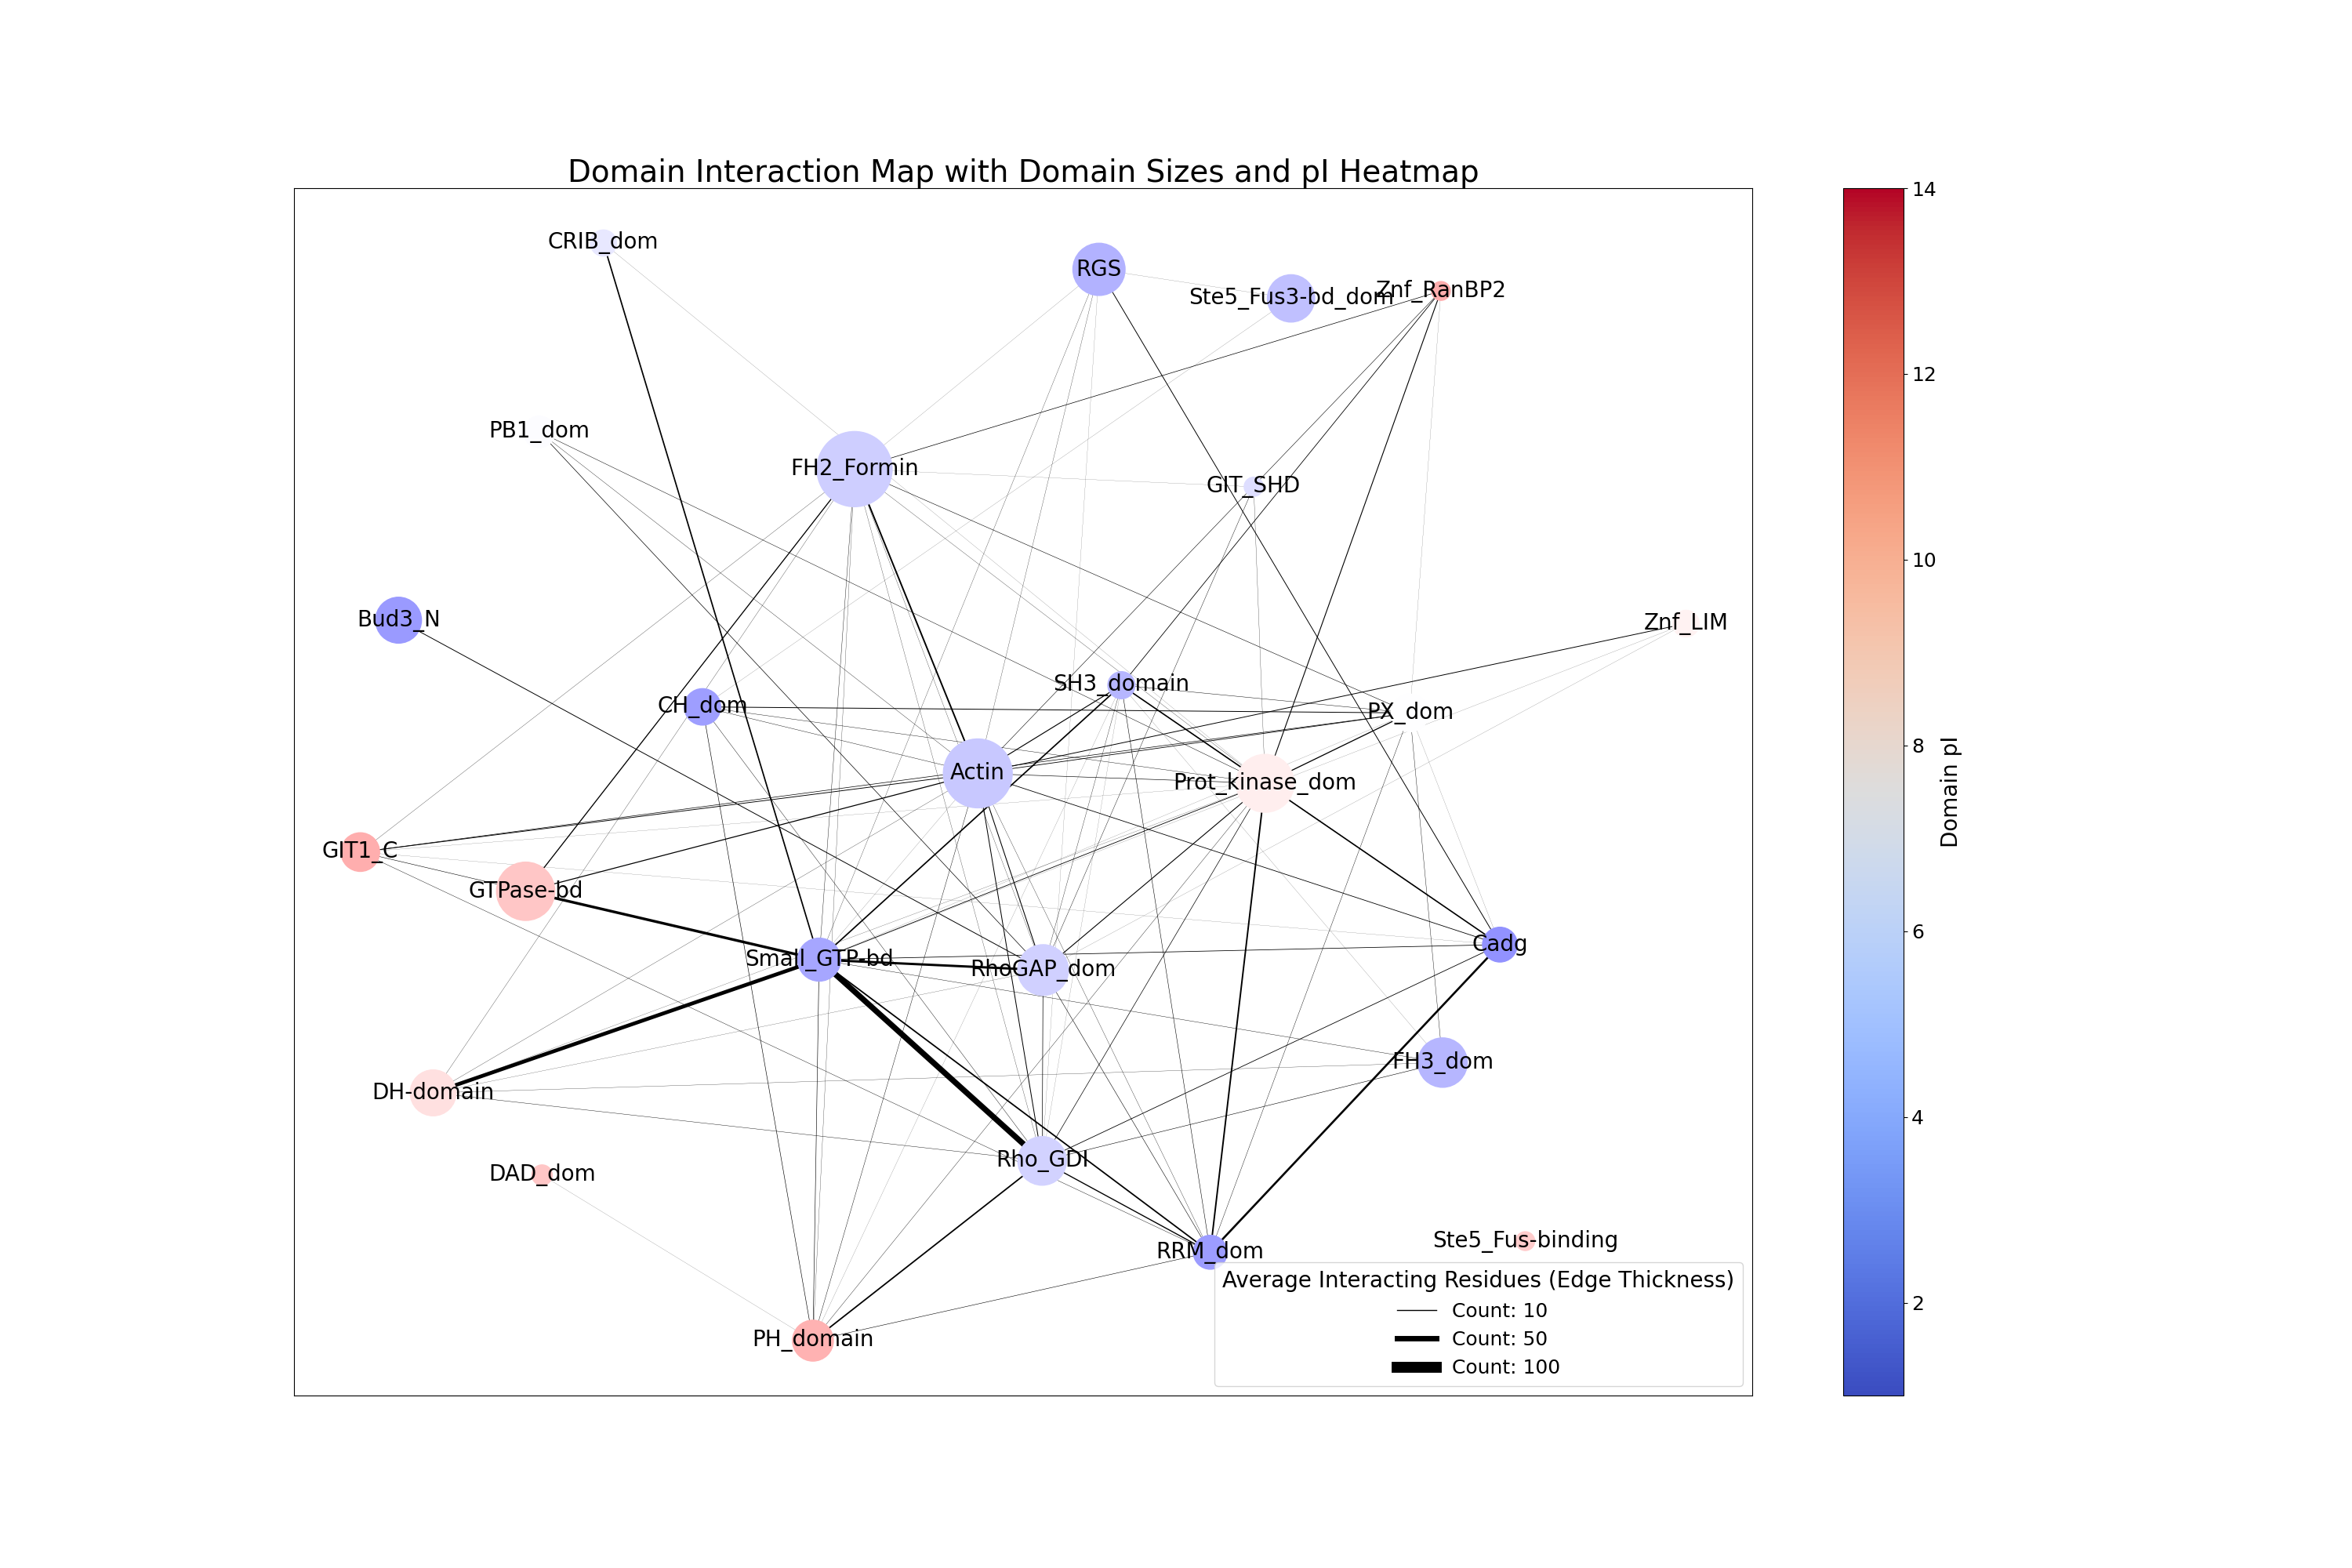 Domain Interaction Map with Domain Sizes and pI Heatmap
CRIB_dom
RGS
Ste5_Fus3-bd_dom
Znf_RanBP2
PB1_dom
FH2_Formin
GIT_SHD
Bud3_N
Znf_LIM
SH3_domain
CH_dom
PX_dom
Actin
Prot_kinase_dom
GIT1_C
GTPase-bd
Small_GTP-bd
RhoGAP_dom
Cadg
FH3_dom
DH-domain
Rho_GDI
DAD_dom
RRM_dom
Ste5_Fus-binding
PH_domain
Average Interacting Residues (Edge Thickness)
Count: 10
Count: 50
Count: 100
14
12
10
8
6
4
2
Domain pI